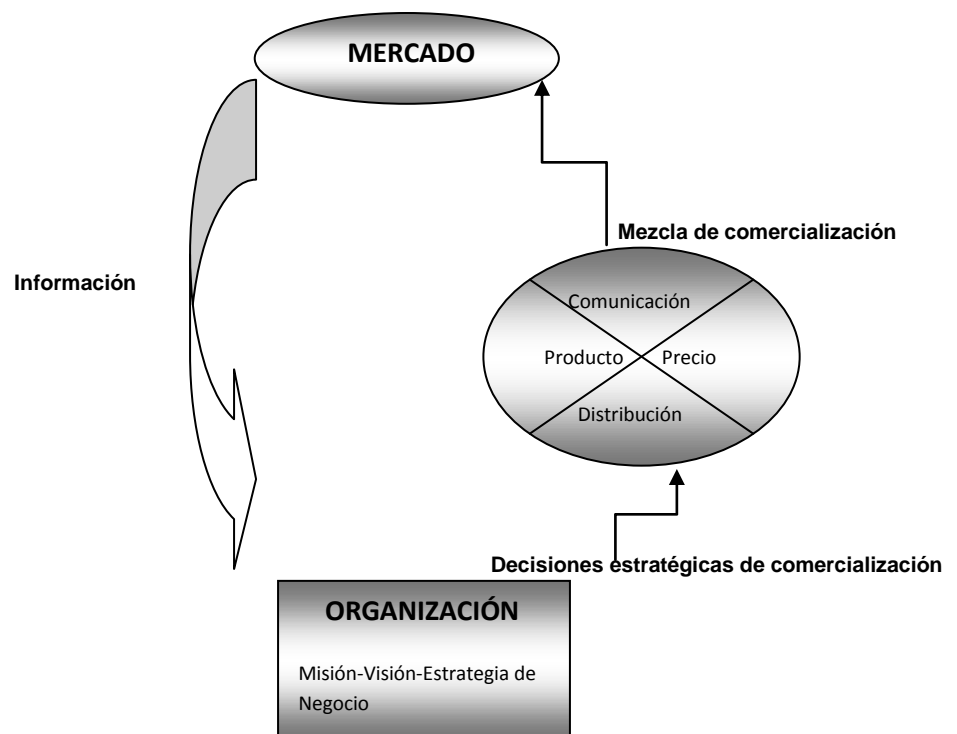 MERCADO
Mezcla de comercialización
Información
Comunicación
Producto
Precio
Distribución
Decisiones estratégicas de comercialización
ORGANIZACIÓN
Misión-Visión-Estrategia de
Negocio